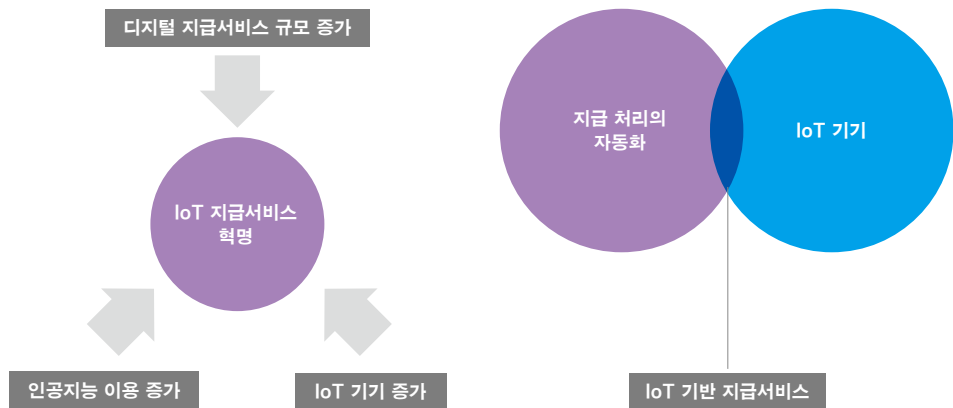 디지털 지급서비스 규모 증가
IoT 지급서비스
혁명
인공지능 이용 증가
IoT 기기 증가
지급 처리의
자동화
IoT 기기
IoT 기반 지급서비스